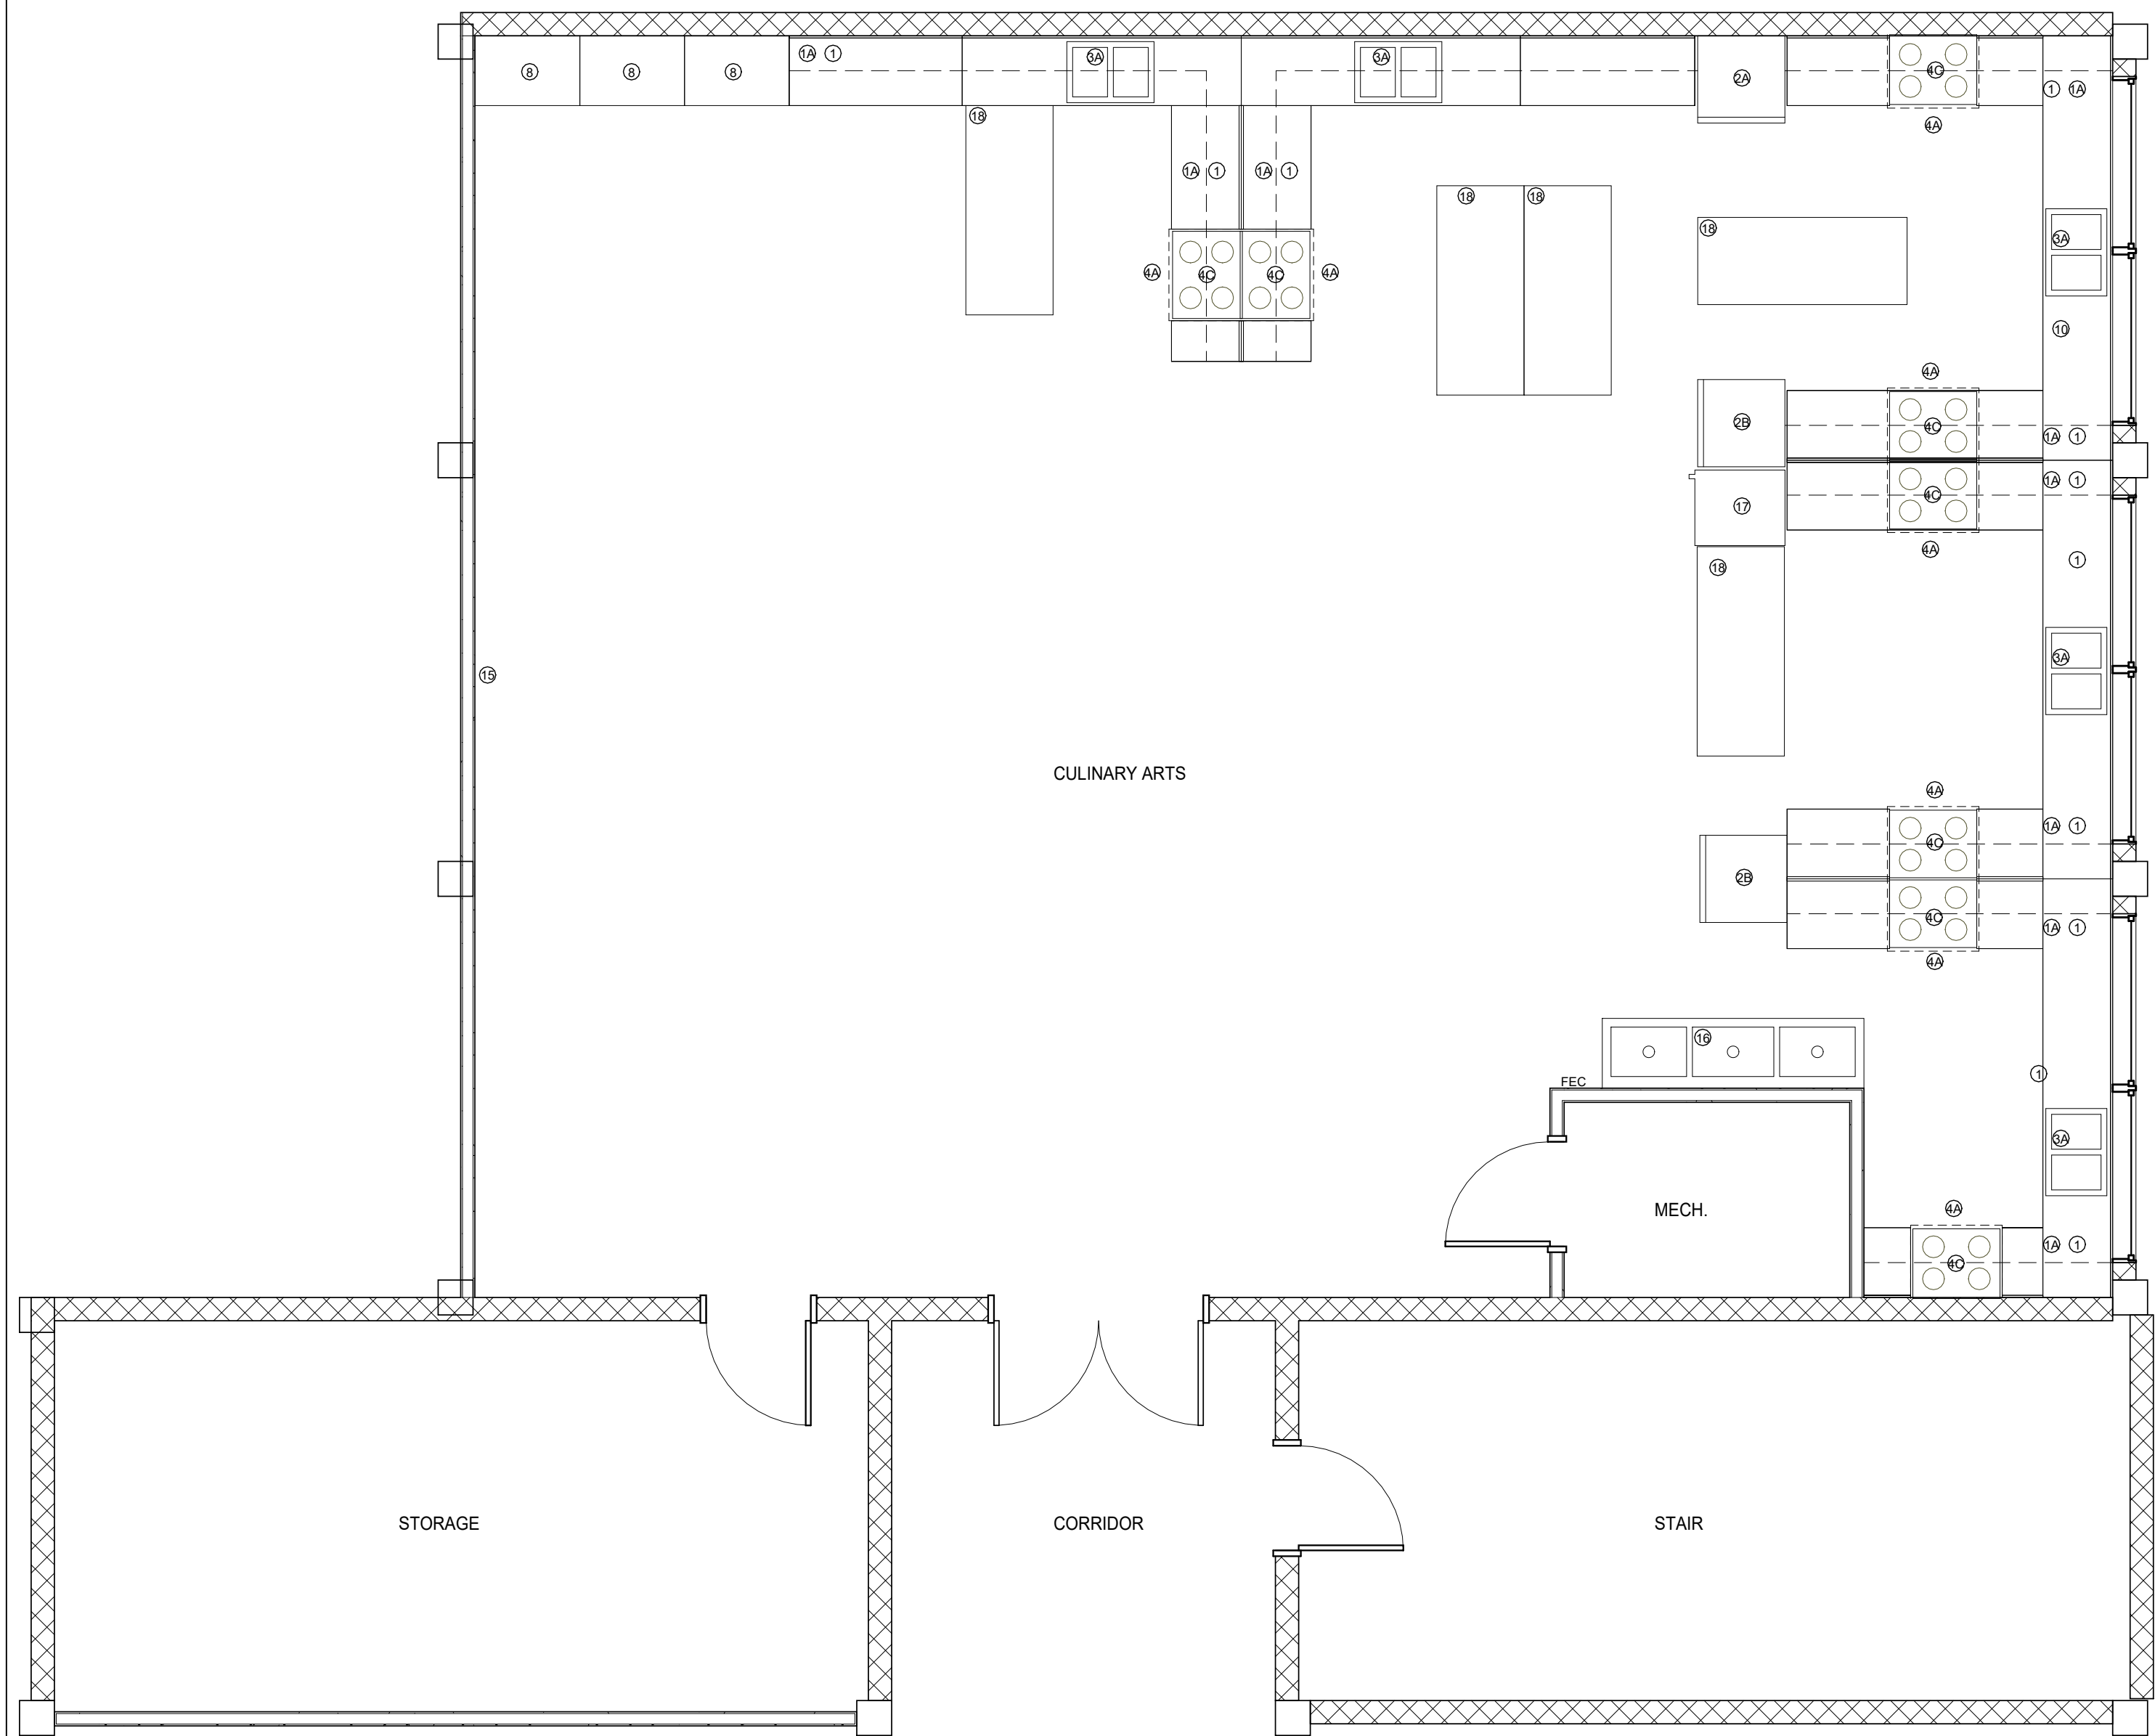 8 8 8 1A 1 3A 3A 2A 4C
1 1A
18 4A
1A 1 1A 1
18 18
18 3A
4A 4C 4C 4A
10
4A
2B 4C 1A 1
1A 1
17 4C
4A 1
18
15 3A
CULINARY ARTS
4A
1A 1
4C
2B
4C 1A 1
4A
16
FEC 1
3A
MECH. 4A
1A 1
4C
STORAGE CORRIDOR STAIR